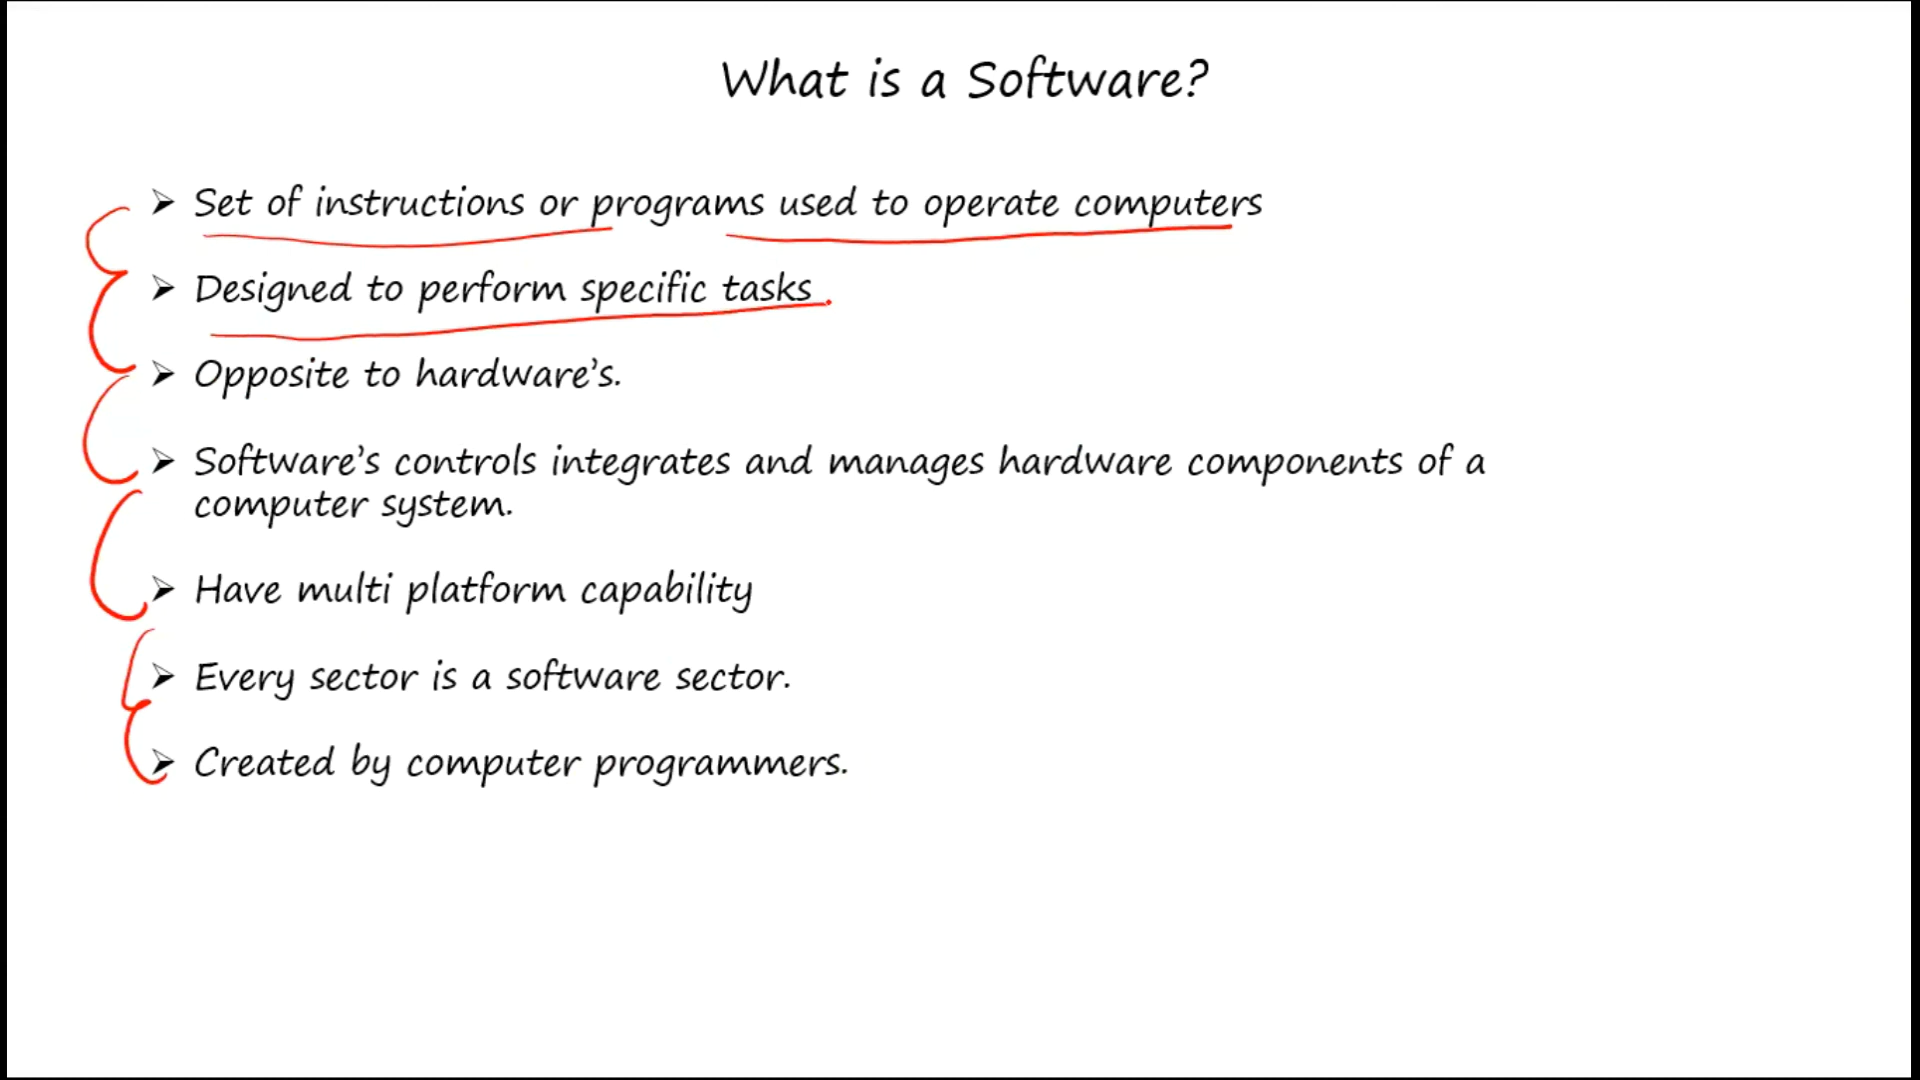 What is a Software?
➢ Set of instructions or programs used to operate computers
➢ Designed to perform specific tasks
➢ Opposite to hardware’s.
➢ Software’s controls integrates and manages hardware components of a
computer system.
➢ Have multi platform capability
➢ Every sector is a software sector.
➢ Created by computer programmers.